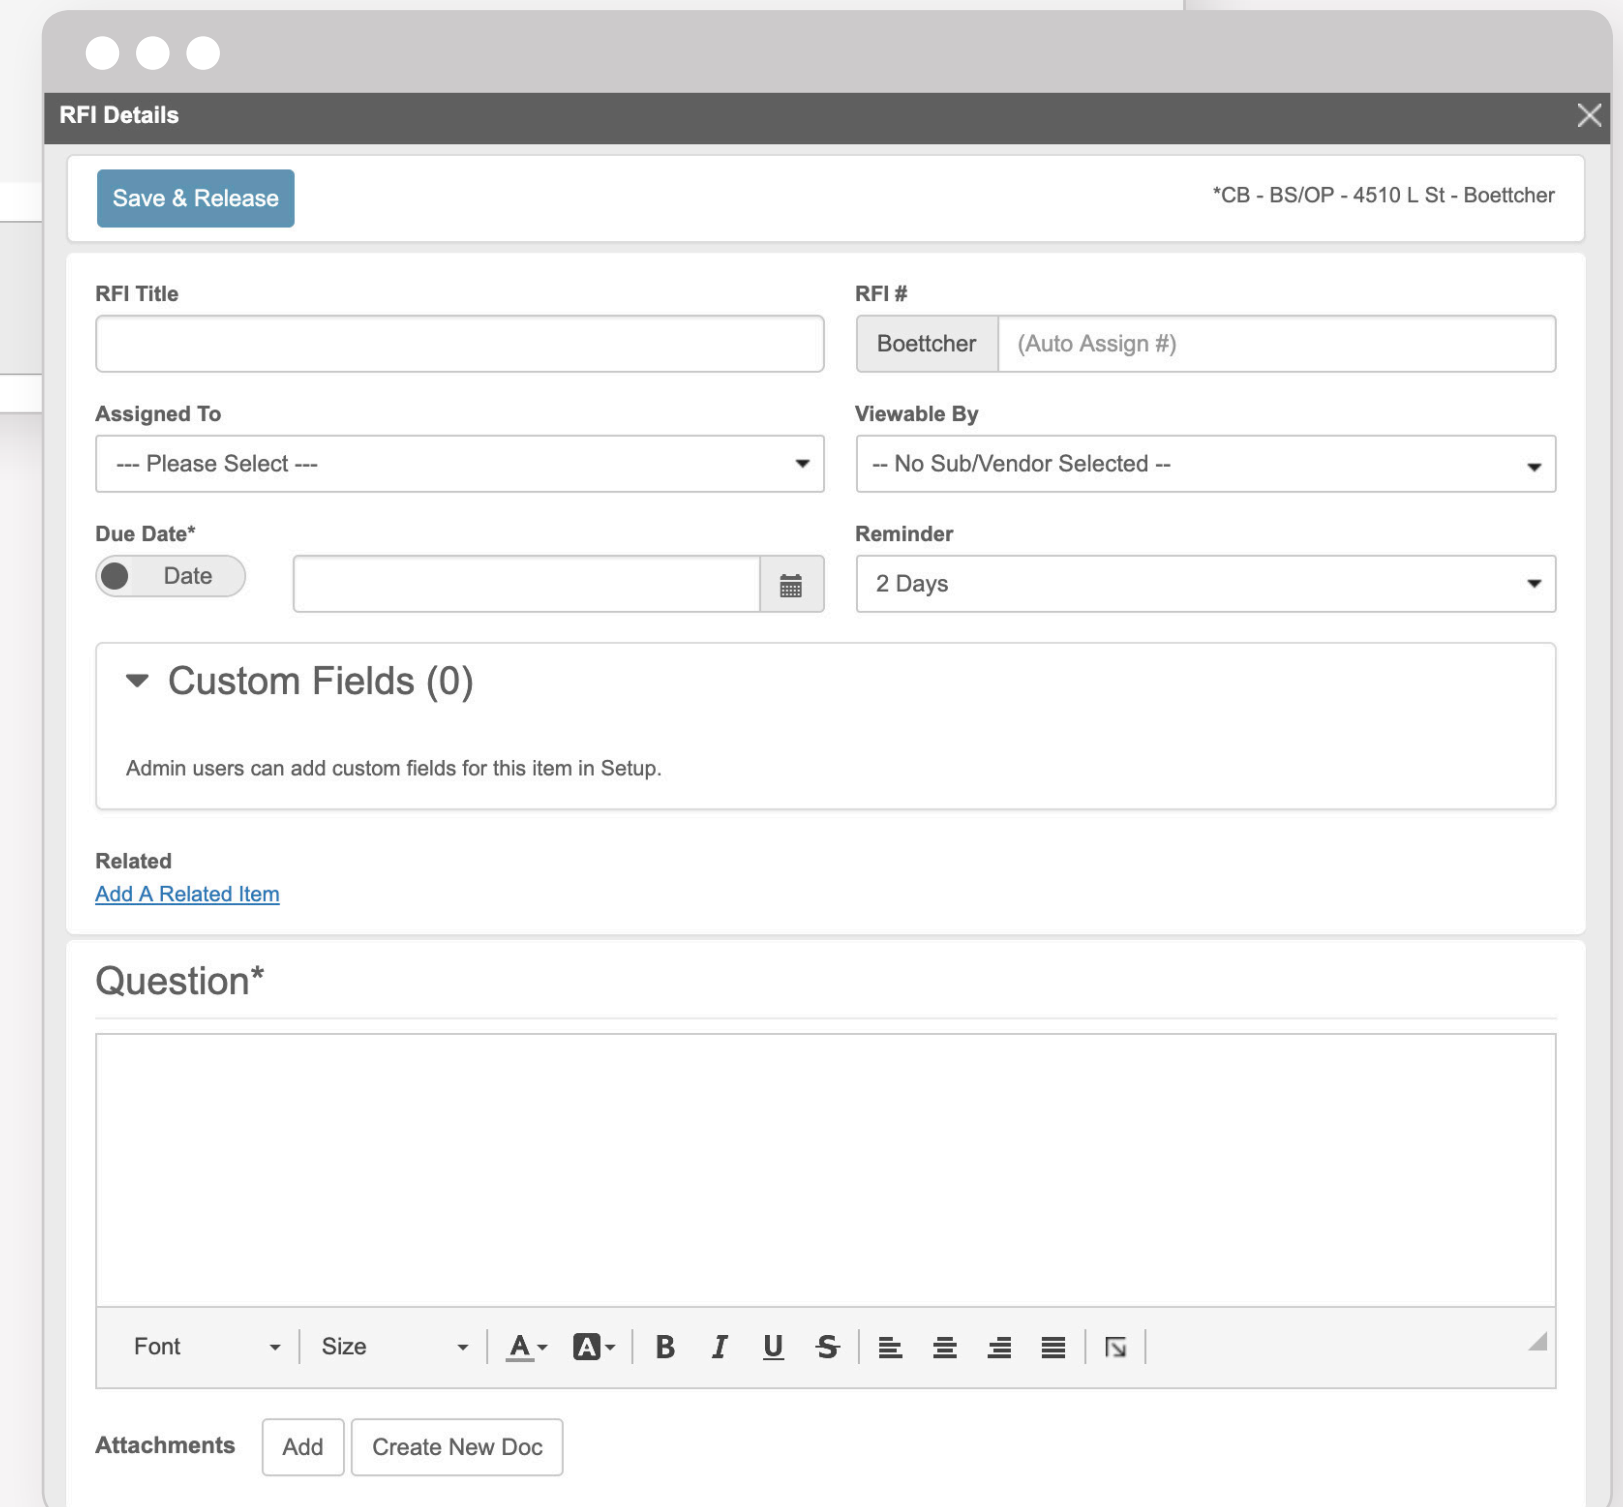 RFI Details
Save & Release
*CB - BS/OP - 4510 L St - Boettcher
RFI Title
RFI #
Boettcher
(Auto Assign #)
Assigned To
Viewable By
--- Please Select ---
-- No Sub/Vendor Selected --
Due Date*
Reminder
Date
2 Days
Custom Fields (0)
Admin users can add custom fields for this item in Setup.
Related
Add A Related Item
Question*
Font
Size
A
A
B
I
U
S
Attachments
Add
Create New Doc